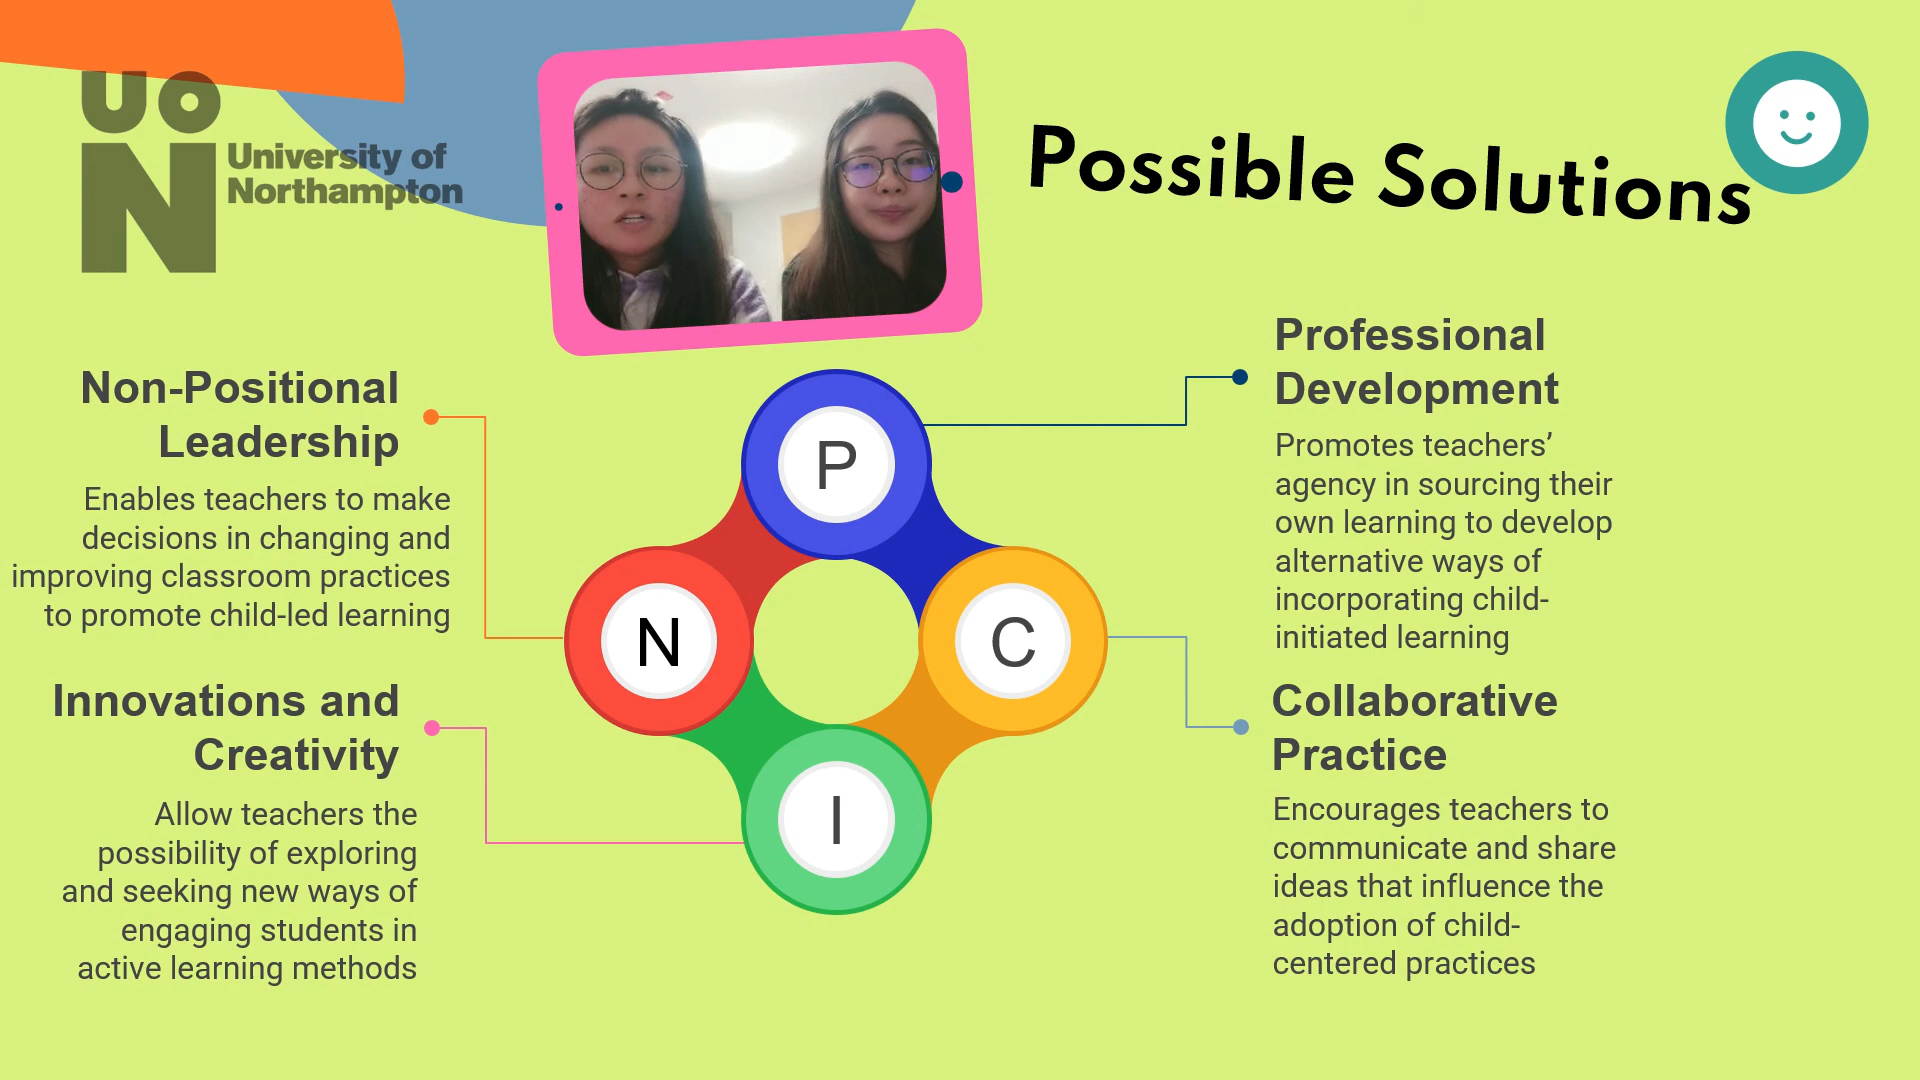 UoN
University of
Northampton
Possible Solutions
Non-Positional
Leadership
Enables teachers to make
decisions in changing and
improving classroom practices
to promote child-led learning
Innovations and
Creativity
Allow teachers the
possibility of exploring
and seeking new ways of
engaging students in
active learning methods
P
N
C
I
Professional
Development
Promotes teachers’
agency in sourcing their
own learning to develop
alternative ways of
incorporating child-
initiated learning
Collaborative
Practice
Encourages teachers to
communicate and share
ideas that influence the
adoption of child-
centered practices